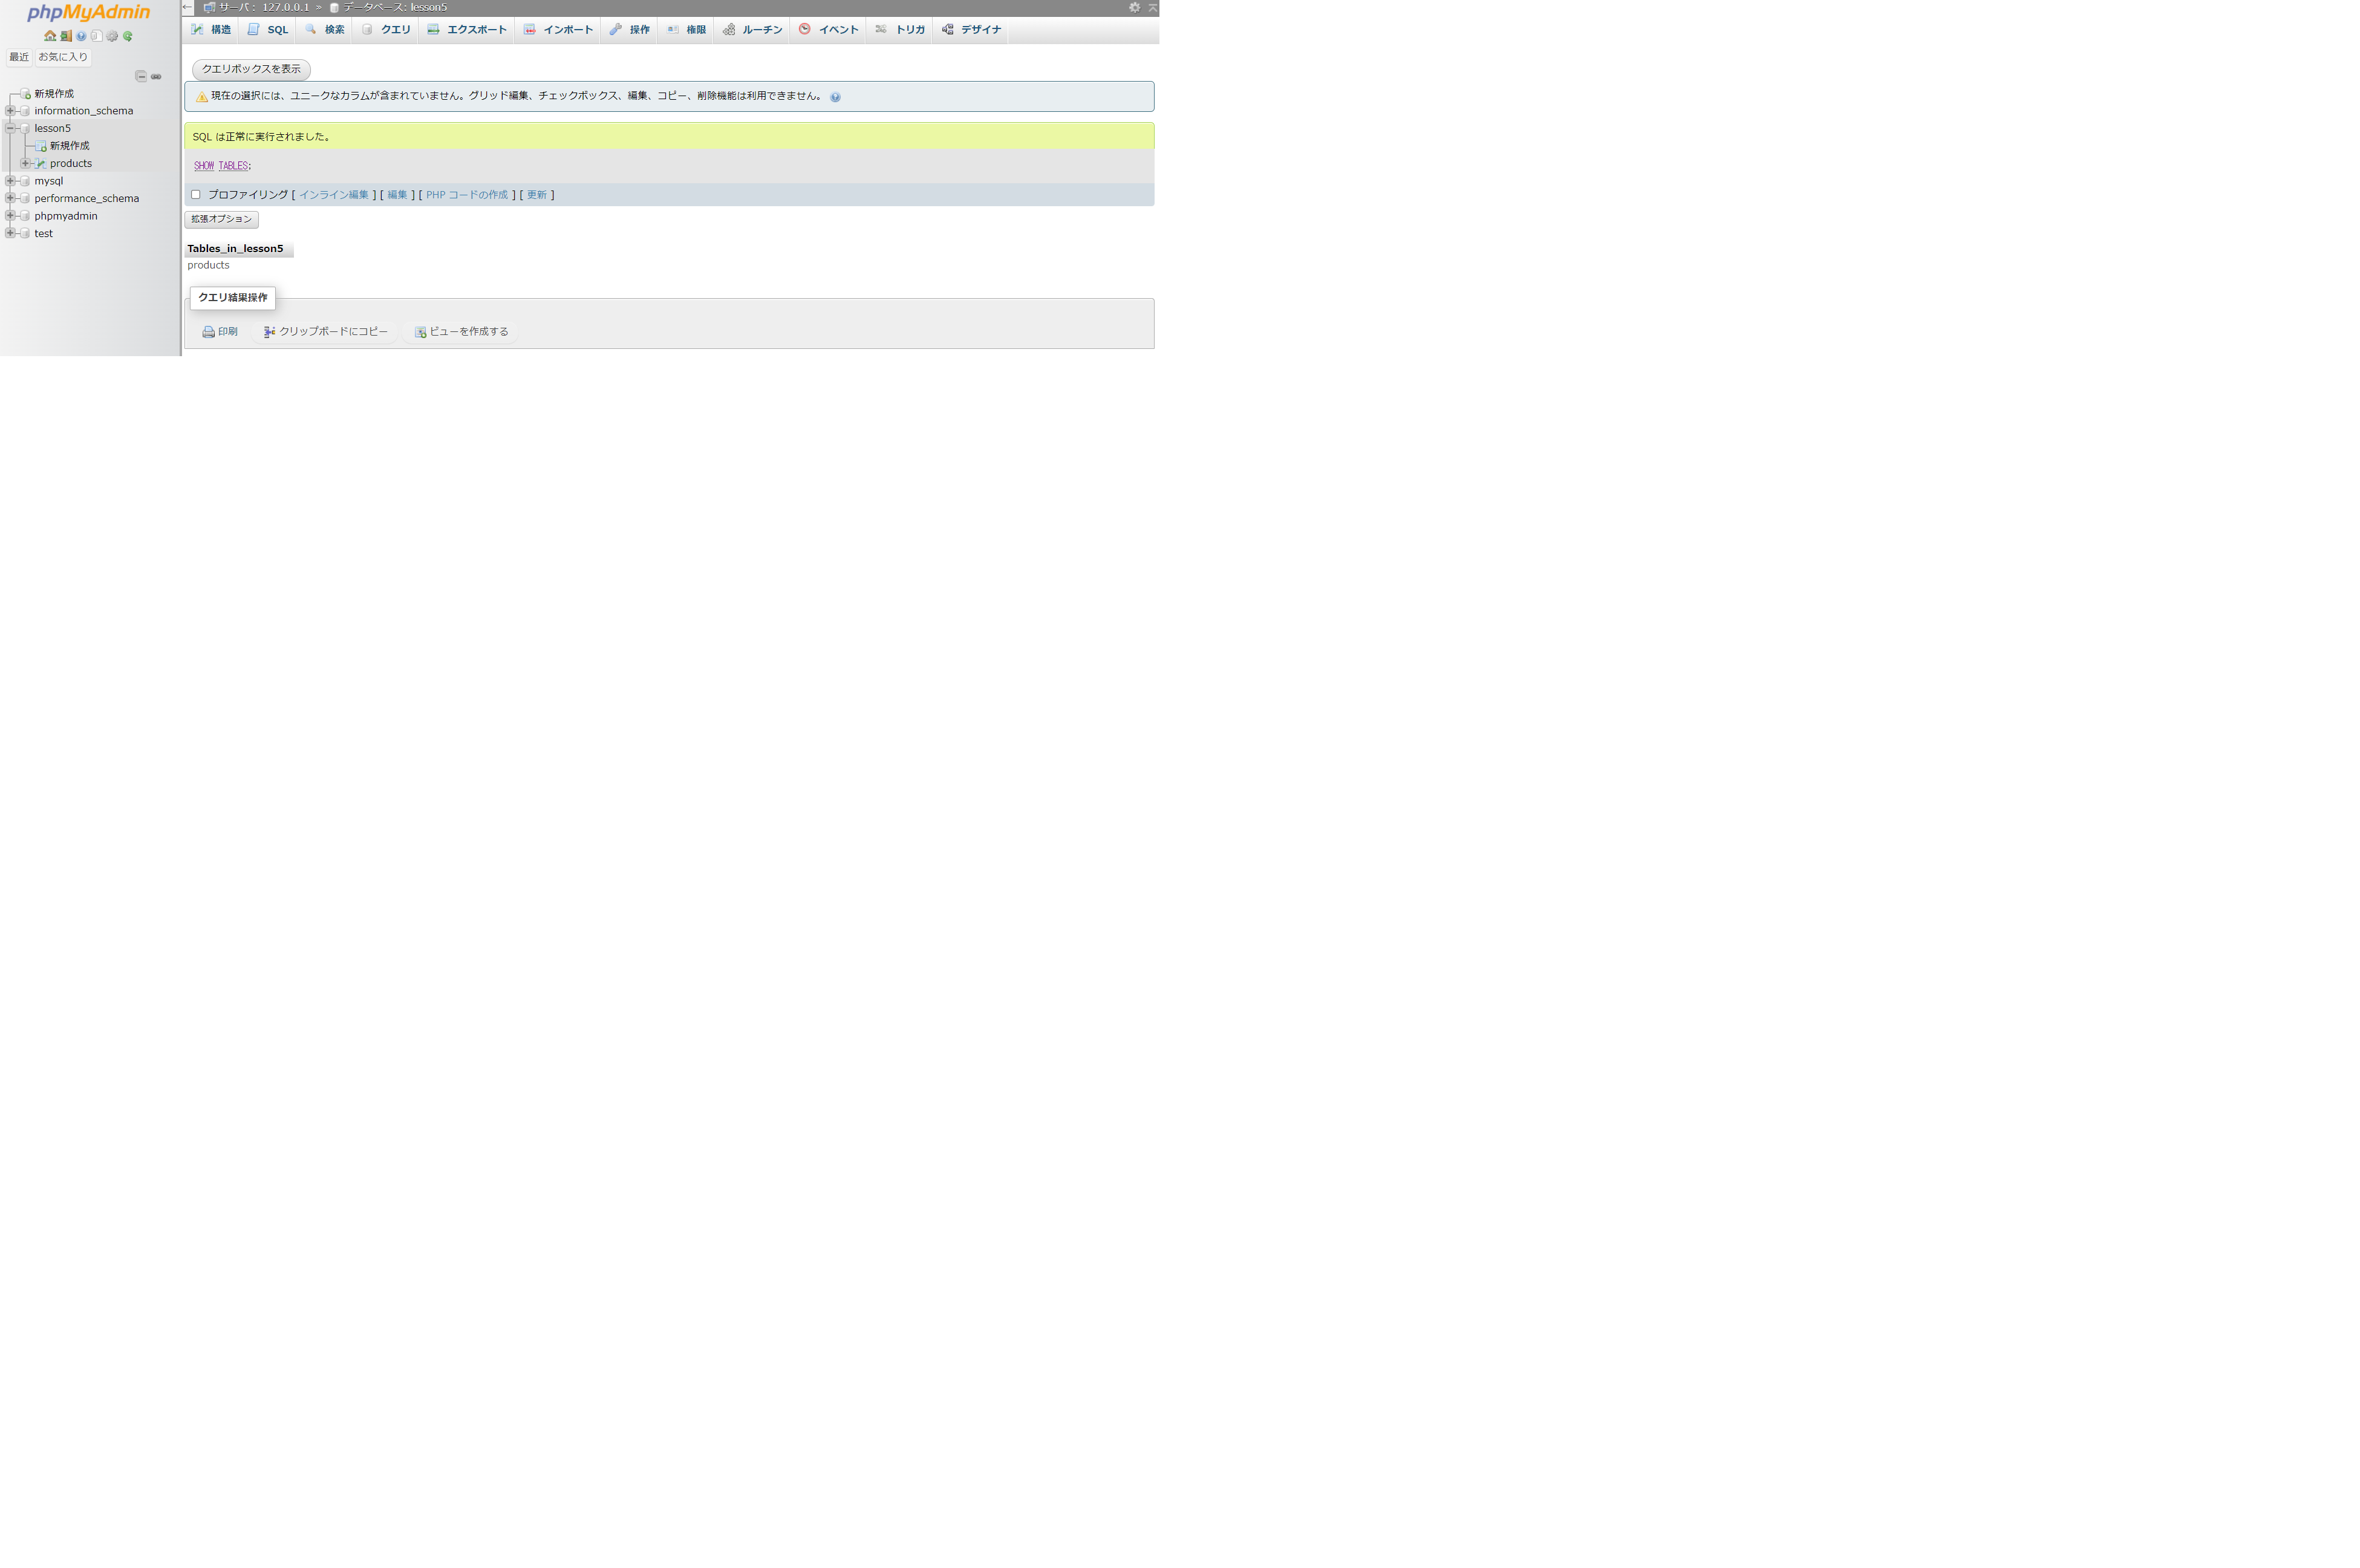 phpMyAdmin
最近 お気に入り
新規作成
information_schema
lesson5
新規作成
products
mysql
performance_schema
phpmyadmin
test
サーバ: 127.0.0.1 » データベース: lesson5
構造 SQL 検索 クエリ エクスポート インポート 操作 権限 ルーチン イベント トリガ デザイナ
クエリボックスを表示
現在の選択には、ユニークなカラムが含まれていません。グリッド編集、チェックボックス、編集、コピー、削除機能は利用できません。
SQL は正常に実行されました。
SHOW TABLES;
プロファイリング [ インライン編集 ] [ 編集 ] [ PHP コードの作成 ] [ 更新 ]
拡張オプション
Tables_in_lesson5
products
クエリ結果操作
印刷 クリップボードにコピー ビューを作成する